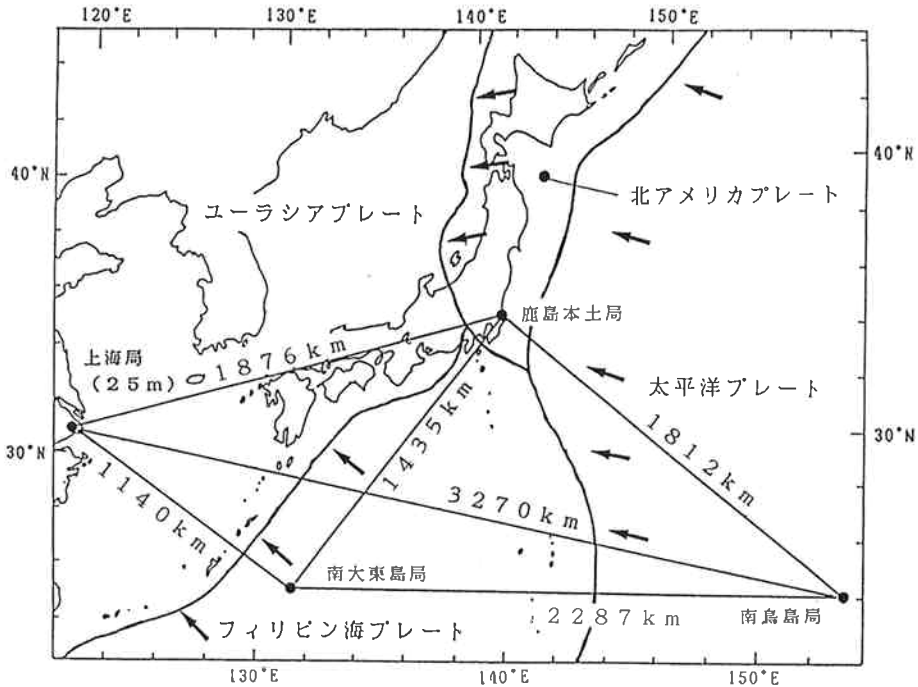 120°E
130°E
140°E
150°E
40°N
40°N
ユーラシアプレート
北アメリカプレート
鹿島本土局
上海局
(25m)
1876km
太平洋プレート
1435km
1812km
30°N
30°N
1140km
3270km
南大東島局
南鳥島局
2287km
フィリピン海プレート
130°E
140°E
150°E